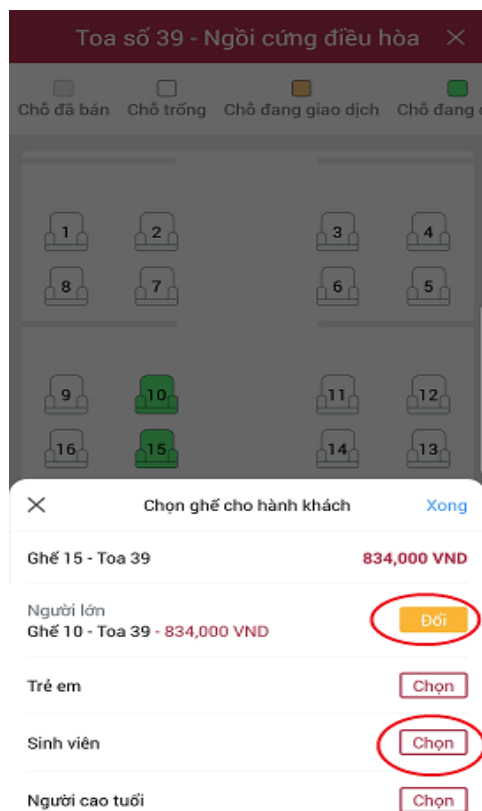 Toa số 39 - Ngồi cứng điều hòa
Chỗ đã bán Chỗ trống Chỗ đang giao dịch Chỗ đang
1 2 3 4
8 7 6 5
9 10 11 12
16 15 14 13
Chọn ghế cho hành khách Xong
Ghế 15 - Toa 39 834,000 VND
Người lớn
Ghế 10 - Toa 39 - 834,000 VND Đổi
Trẻ em Chọn
Sinh viên Chọn
Người cao tuổi Chọn